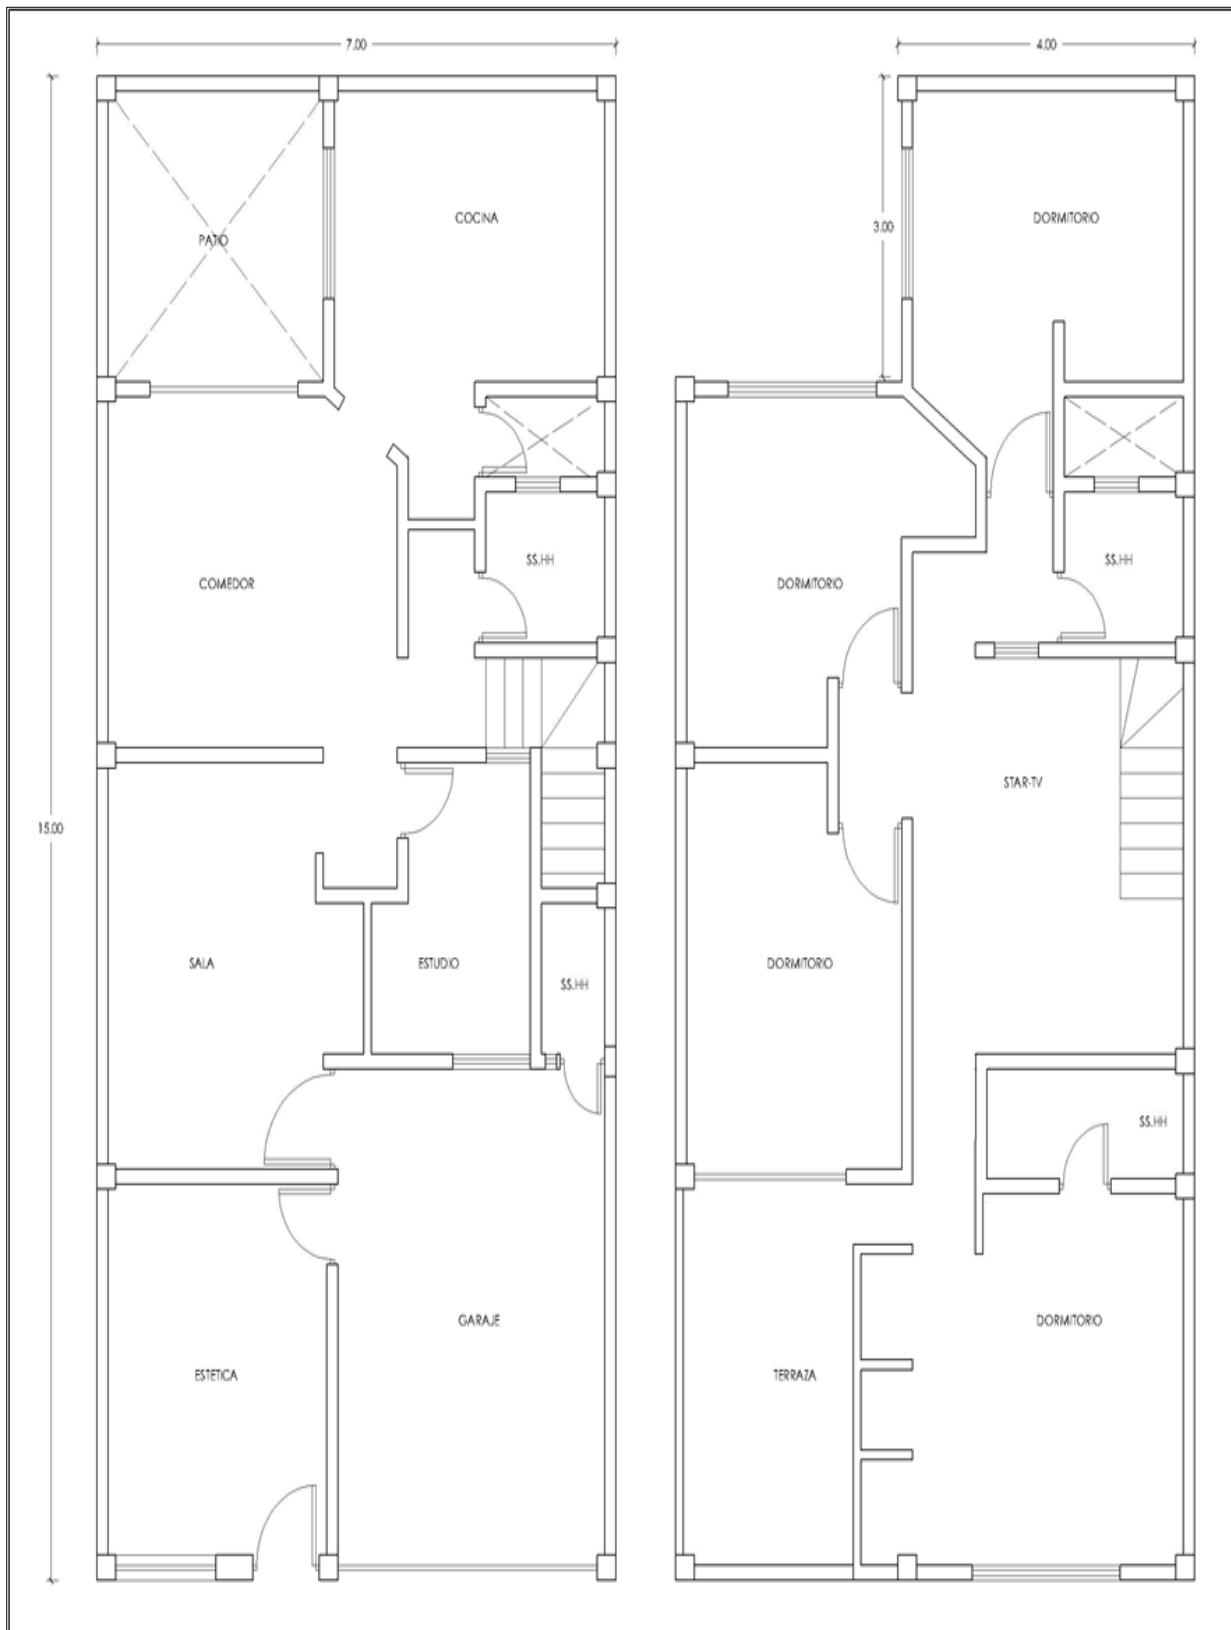 7.00
4.00
COCINA
PATIO
DORMITORIO
3.00
COMEDOR
SS.HH
DORMITORIO
SS.HH
STAR-TV
15.00
SALA
ESTUDIO
SS.HH
DORMITORIO
SS.HH
GARAJE
ESTETICA
DORMITORIO
TERRAZA